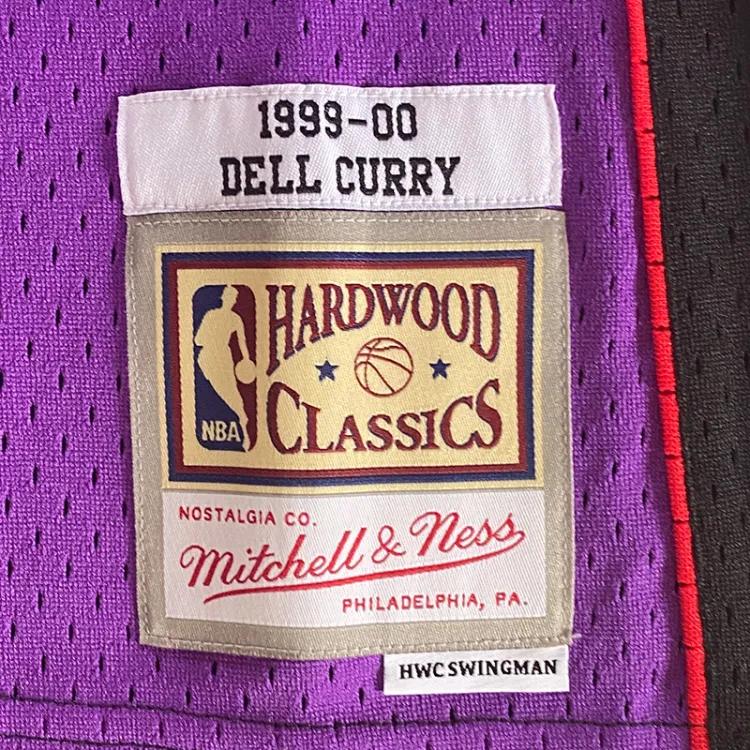 1999-00
DELL CURRY
HARDWOOD
CLASSICS
NBA
NOSTALGIA CO.
Mitchell & Ness
PHILADELPHIA, PA.
HWC SWINGMAN